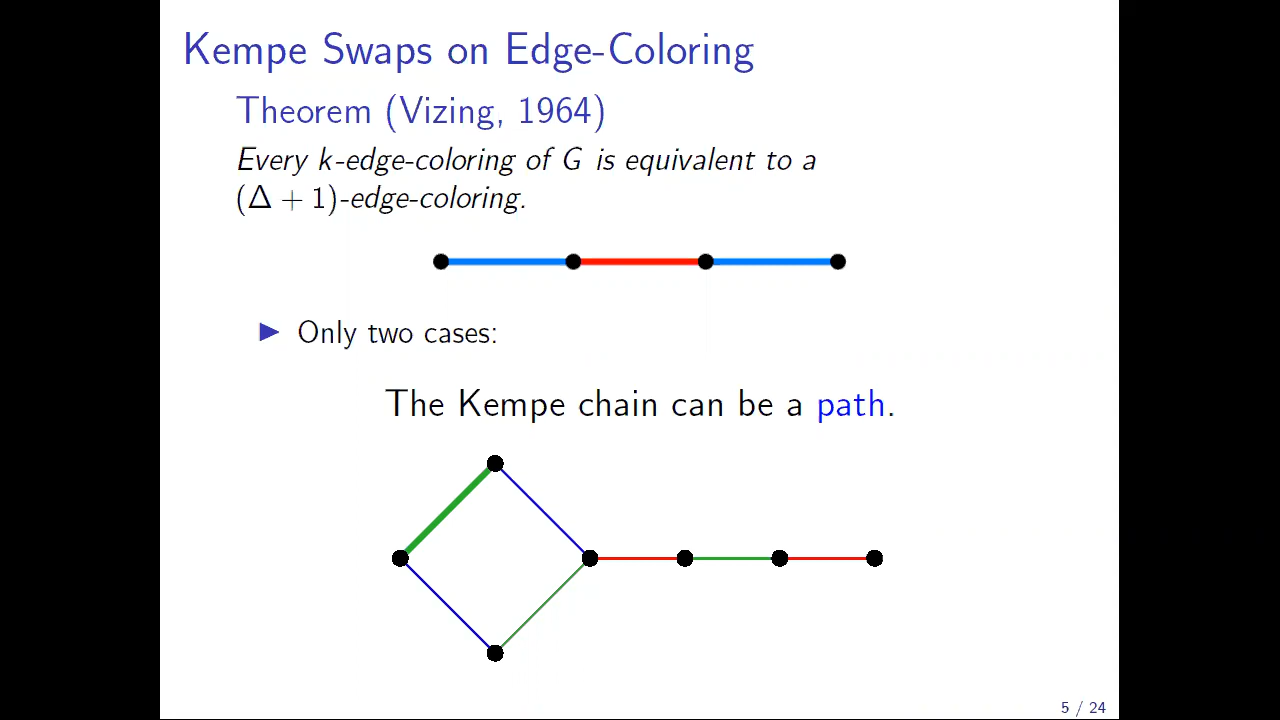 Kempe Swaps on Edge-Coloring
Theorem (Vizing, 1964)
Every k-edge-coloring of G is equivalent to a
(Δ + 1)-edge-coloring.
▶ Only two cases:
The Kempe chain can be a path.
5 / 24